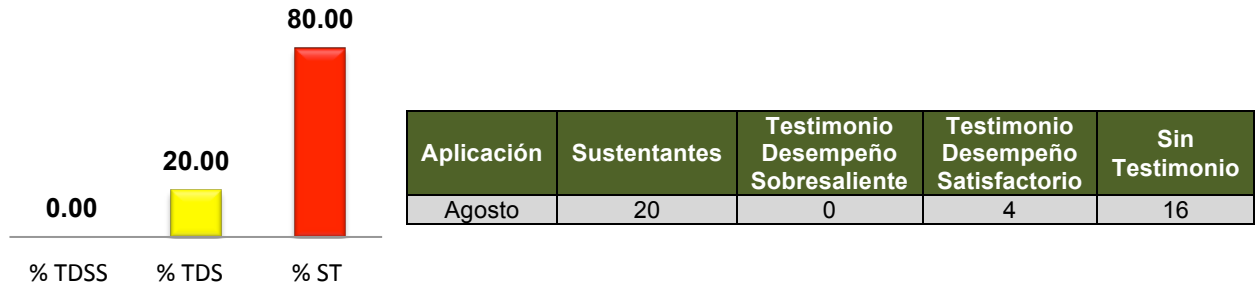 80.00
20.00
0.00
% TDSS % TDS % ST
Aplicación Sustentantes Testimonio Desempeño Sobresaliente Testimonio Desempeño Satisfactorio Sin Testimonio
Agosto 20 0 4 16